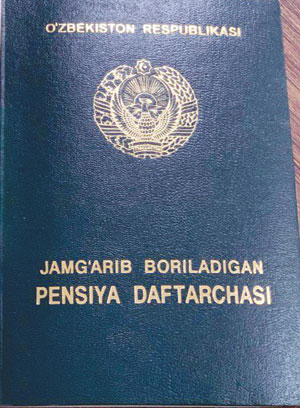 O'ZBEKISTON RESPUBLIKASI
JAMG'ARIB BORILADIGAN
PENSIYA DAFTARCHASI